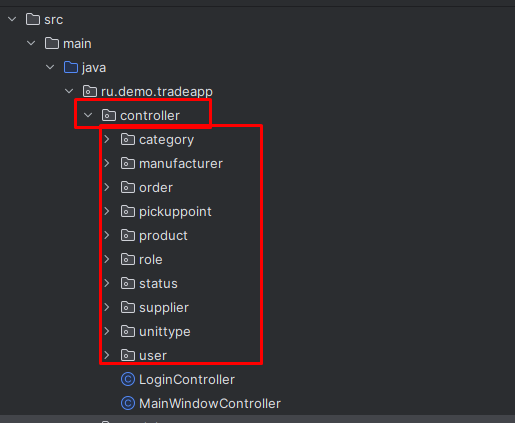 src
main
java
ru.demo.tradeapp
controller
category
manufacturer
order
pickuppoint
product
role
status
supplier
unittype
user
LoginController
MainWindowController